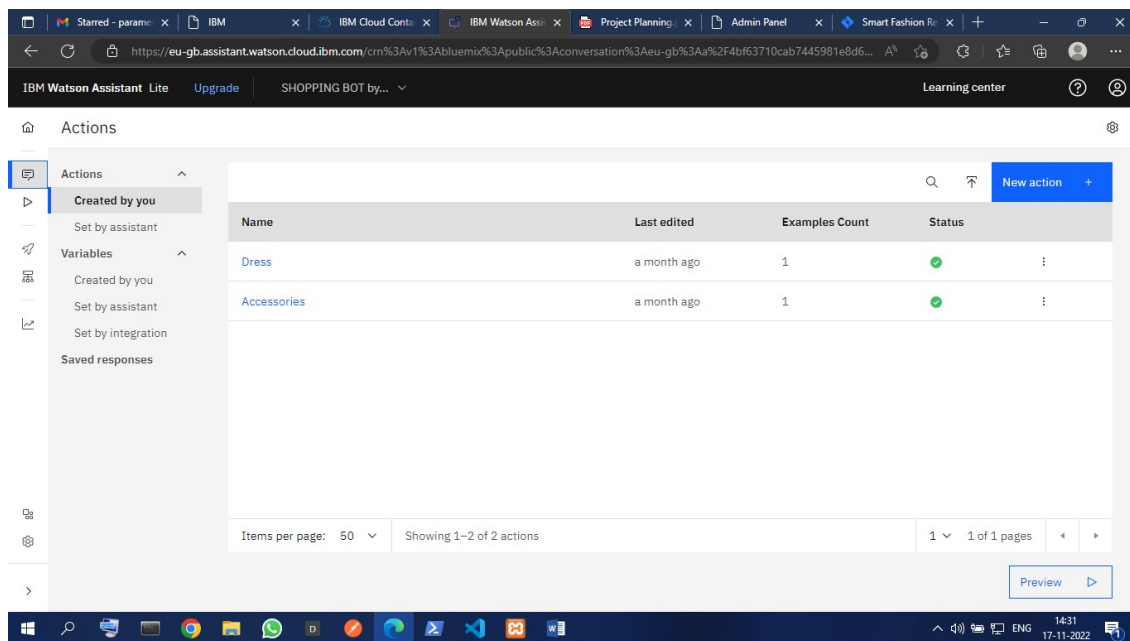 Starred - parame
IBM
IBM Cloud Conta
IBM Watson Assis
Project Planning.
Admin Panel
Smart Fashion Re
https://eu-gb.assistant.watson.cloud.ibm.com/crn%3Av1%3Abluemix%3Apublic%3Aconversation%3Aeu-gb%3Aa%2F4bf63710cab7445981e8d6...
IBM Watson Assistant Lite Upgrade SHOPPING BOT by... Learning center
Actions
Actions
Created by you
Set by assistant
Variables
Created by you
Set by assistant
Set by integration
Saved responses
New action +
Name Last edited Examples Count Status
Dress a month ago 1
Accessories a month ago 1
Items per page: 50 Showing 1–2 of 2 actions 1 1 of 1 pages
Preview
ENG 14:31
17-11-2022